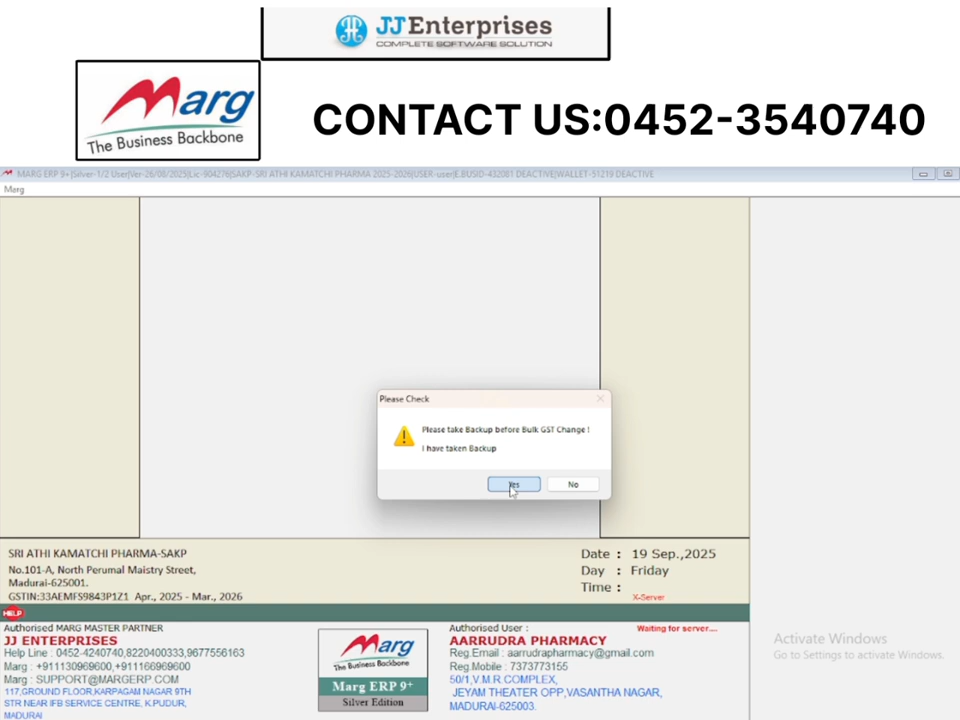 JJ Enterprises
COMPLETE SOFTWARE SOLUTION
Marg
The Business Backbone
CONTACT US:0452-3540740
MARG ERP 9+|Silver-1/2 User|Ver-26/08/2025|Lic-904276|SAKP-SRI ATHI KAMATCHI PHARMA 2025-2026|USER-user|E.BUSID-432081 DEACTIVE|WALLET-51219 DEACTIVE
Marg
Please Check
Please take Backup before Bulk GST Change !
I have taken Backup
Yes
No
SRI ATHI KAMATCHI PHARMA-SAKP
No.101-A, North Perumal Maistry Street,
Madurai-625001.
GSTIN:33AEMFS9843P1Z1 Apr., 2025 - Mar., 2026
Date : 19 Sep.,2025
Day : Friday
Time :
X-Server
HELP
Authorised MARG MASTER PARTNER
JJ ENTERPRISES
Help Line : 0452-4240740,8220400333,9677556163
Marg : +911130969600,+911166969600
Marg : SUPPORT@MARGERP.COM
117,GROUND FLOOR,KARPAGAM NAGAR 9TH
STR NEAR IFB SERVICE CENTRE, K.PUDUR,
MADURAI
Marg
The Business Backbone
Marg ERP 9+
Silver Edition
Authorised User :
Waiting for server....
AARRUDRA PHARMACY
Reg.Email : aarrudrapharmacy@gmail.com
Reg.Mobile : 7373773155
50/1,V.M.R.COMPLEX,
JEYAM THEATER OPP,VASANTHA NAGAR,
MADURAI-625003.
Activate Windows
Go to Settings to activate Windows.